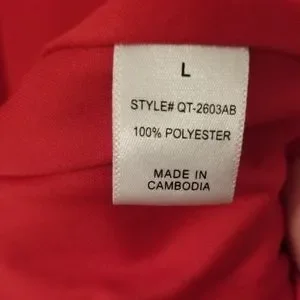 L
STYLE# QT-2603AB
100% POLYESTER
MADE IN
CAMBODIA